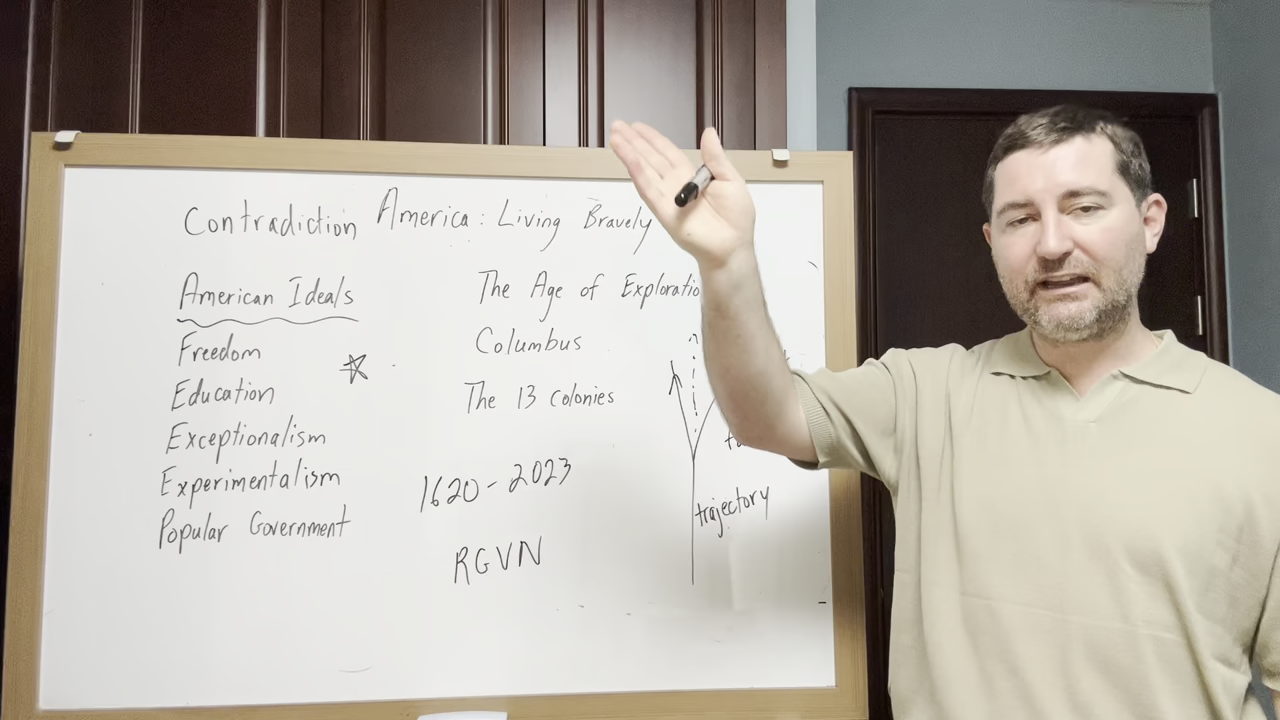 Contradiction America: Living Bravely
American Ideals
Freedom
Education
Exceptionalism
Experimentalism
Popular Government
The Age of Exploratio
Columbus
The 13 colonies
1620-2023
RGVN
trajectory